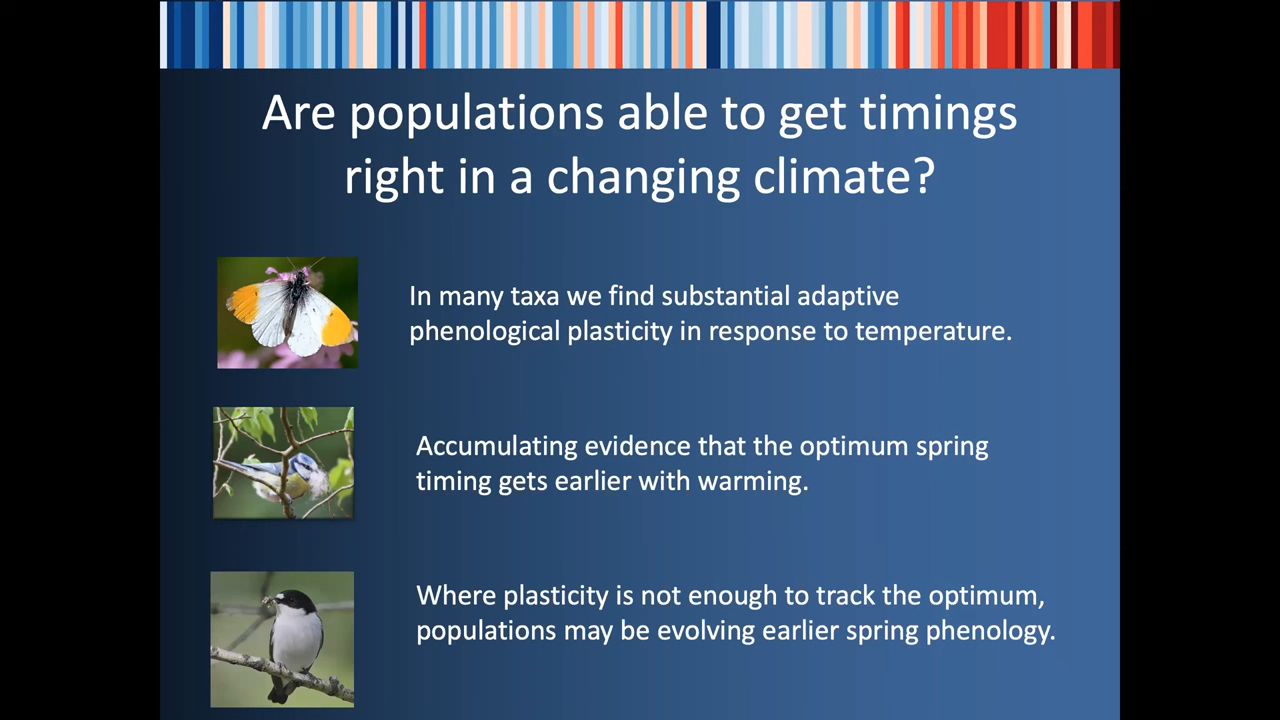 Are populations able to get timings
right in a changing climate?
In many taxa we find substantial adaptive
phenological plasticity in response to temperature.
Accumulating evidence that the optimum spring
timing gets earlier with warming.
Where plasticity is not enough to track the optimum,
populations may be evolving earlier spring phenology.